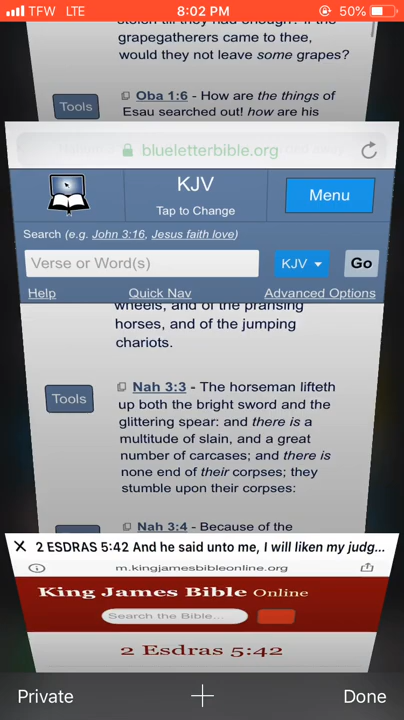 TFW LTE 8:02 PM 50%
stolen till they had enough? if the
grapegatherers came to thee,
would they not leave some grapes?
Tools
Oba 1:6 - How are the things of
Esau searched out! how are his
blueletterbible.org
KJV
Tap to Change
Menu
Search (e.g. John 3:16, Jesus faith love)
Verse or Word(s)
KJV
Go
Help Quick Nav Advanced Options
wheels, and of the pransing
horses, and of the jumping
chariots.
Tools
Nah 3:3 - The horseman lifteth
up both the bright sword and the
glittering spear: and there is a
multitude of slain, and a great
number of carcases; and there is
none end of their corpses; they
stumble upon their corpses:
Nah 3:4 - Because of the
2 ESDRAS 5:42 And he said unto me, I will liken my judg...
m.kingjamesbibleonline.org
King James Bible Online
Search the Bible...
2 Esdras 5:42
Private
Done